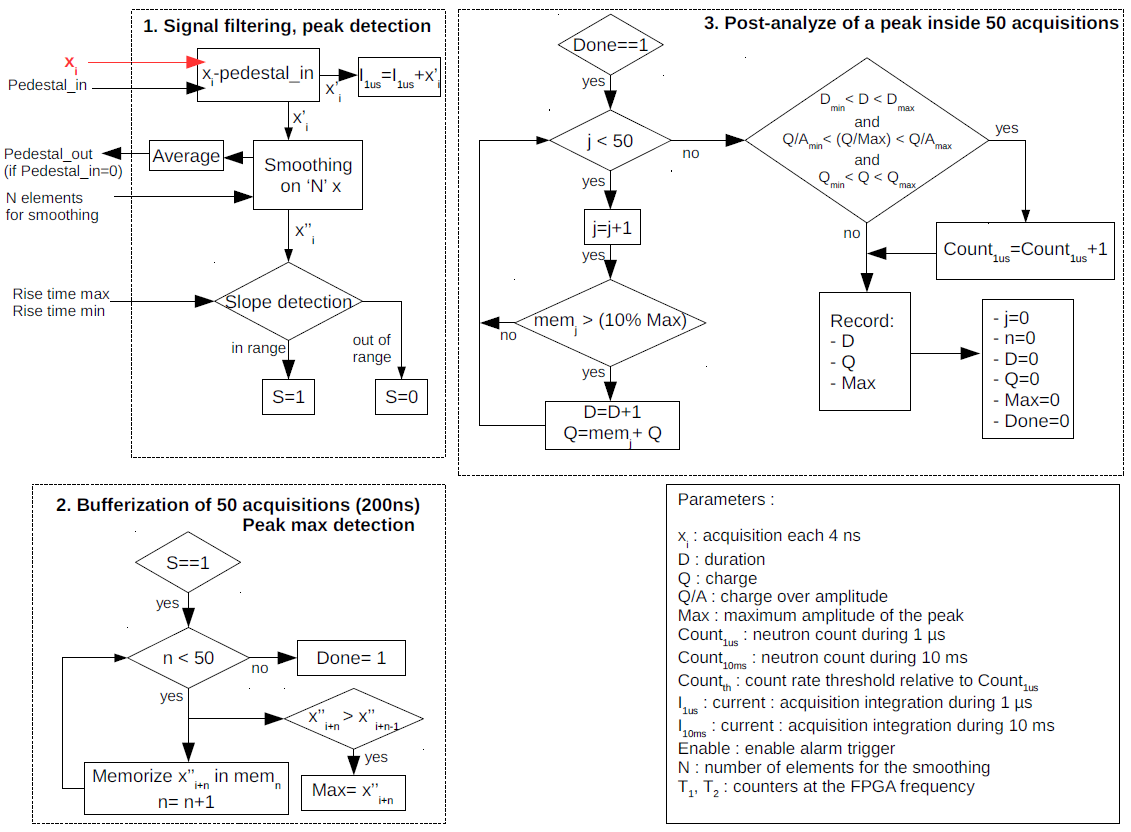 1. Signal filtering, peak detection
xi
Pedestal_in
xi-pedestal_in
x'i
I1us=I1us+x'i
x'i
Pedestal_out
(if Pedestal_in=0)
Average
Smoothing
on 'N' x
N elements
for smoothing
x''i
Rise time max
Rise time min
Slope detection
in range
out of
range
S=1
S=0
2. Bufferization of 50 acquisitions (200ns)
Peak max detection
S==1
yes
n < 50
no
Done= 1
yes
x''i+n > x''i+n-1
yes
Memorize x''i+n in memn
n= n+1
Max= x''i+n
3. Post-analyze of a peak inside 50 acquisitions
Done==1
yes
j < 50
no
yes
j=j+1
yes
memj > (10% Max)
no
yes
D=D+1
Q=memj+ Q
Dmin < D < Dmax
and
Q/Amin < (Q/Max) < Q/Amax
and
Qmin < Q < Qmax
yes
no
Count1us=Count1us+1
Record:
- D
- Q
- Max
- j=0
- n=0
- D=0
- Q=0
- Max=0
- Done=0
Parameters :
xi : acquisition each 4 ns
D : duration
Q : charge
Q/A : charge over amplitude
Max : maximum amplitude of the peak
Count1us : neutron count during 1 µs
Count10ms : neutron count during 10 ms
Countth : count rate threshold relative to Count1us
I1us : current : acquisition integration during 1 µs
I10ms : current : acquisition integration during 10 ms
Enable : enable alarm trigger
N : number of elements for the smoothing
T1, T2 : counters at the FPGA frequency